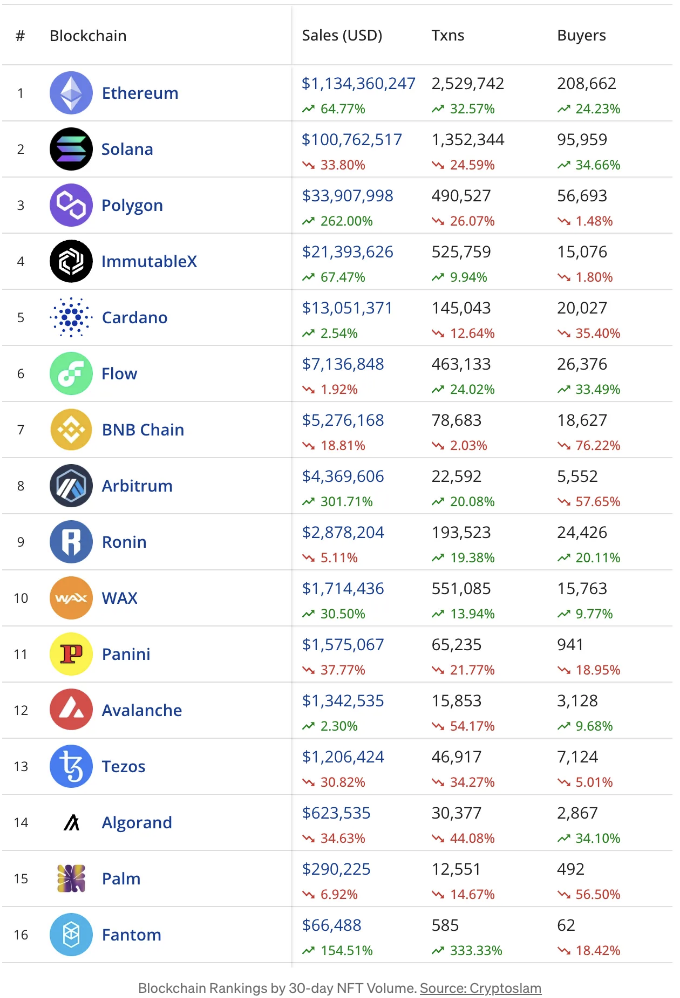 # Blockchain Sales (USD) Txns Buyers
1 Ethereum $1,134,360,247 2,529,742 208,662
64.77% 32.57% 24.23%
2 Solana $100,762,517 1,352,344 95,959
33.80% 24.59% 34.66%
3 Polygon $33,907,998 490,527 56,693
262.00% 26.07% 1.48%
4 ImmutableX $21,393,626 525,759 15,076
67.47% 9.94% 1.80%
5 Cardano $13,051,371 145,043 20,027
2.54% 12.64% 35.40%
6 Flow $7,136,848 463,133 26,376
1.92% 24.02% 33.49%
7 BNB Chain $5,276,168 78,683 18,627
18.81% 2.03% 76.22%
8 Arbitrum $4,369,606 22,592 5,552
301.71% 20.08% 57.65%
9 R Ronin $2,878,204 193,523 24,426
5.11% 19.38% 20.11%
10 WAX WAX $1,714,436 551,085 15,763
30.50% 13.94% 9.77%
11 P Panini $1,575,067 65,235 941
37.77% 21.77% 18.95%
12 Avalanche $1,342,535 15,853 3,128
2.30% 54.17% 9.68%
13 Tezos $1,206,424 46,917 7,124
30.82% 34.27% 5.01%
14 Algorand $623,535 30,377 2,867
34.63% 44.08% 34.10%
15 Palm $290,225 12,551 492
6.92% 14.67% 56.50%
16 Fantom $66,488 585 62
154.51% 333.33% 18.42%
Blockchain Rankings by 30-day NFT Volume. Source: Cryptoslam